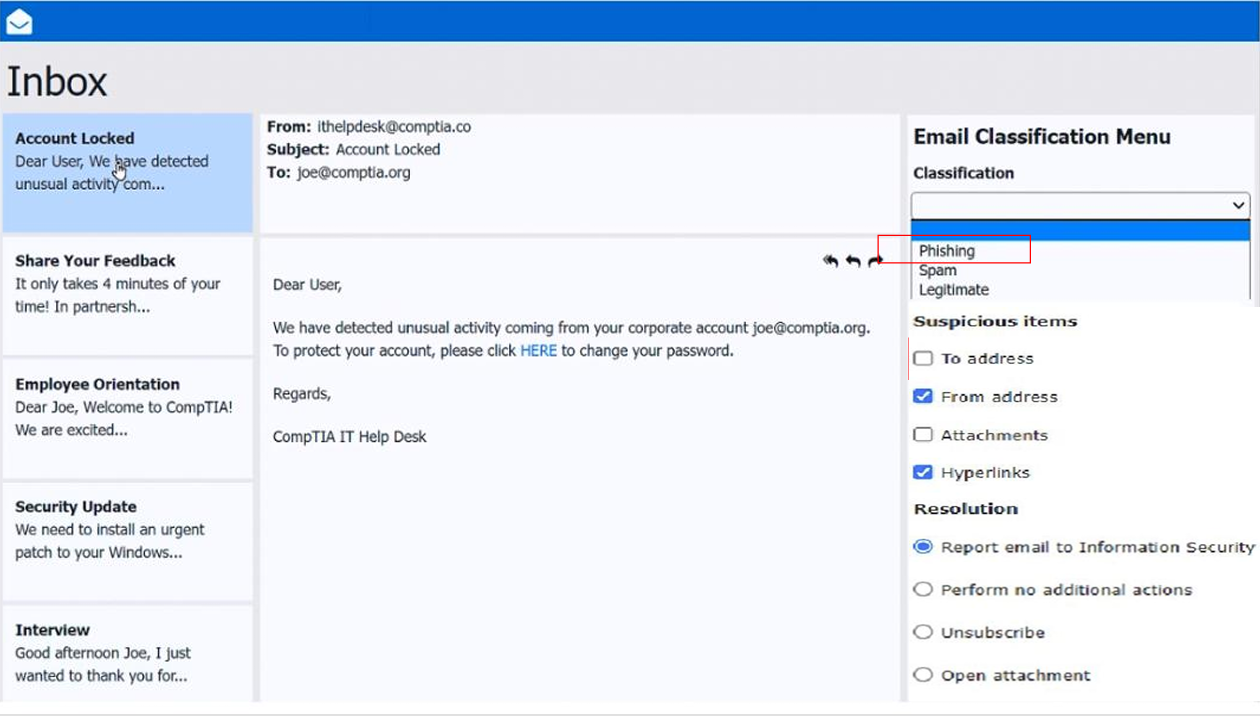 Inbox
Account Locked
Dear User, We have detected
unusual activity com...
Share Your Feedback
It only takes 4 minutes of your
time! In partnersh...
Employee Orientation
Dear Joe, Welcome to CompTIA!
We are excited...
Security Update
We need to install an urgent
patch to your Windows...
Interview
Good afternoon Joe, I just
wanted to thank you for...
From: ithelpdesk@comptia.co
Subject: Account Locked
To: joe@comptia.org
Dear User,
We have detected unusual activity coming from your corporate account joe@comptia.org.
To protect your account, please click HERE to change your password.
Regards,
CompTIA IT Help Desk
Email Classification Menu
Classification
Phishing
Spam
Legitimate
Suspicious items
To address
From address
Attachments
Hyperlinks
Resolution
Report email to Information Security
Perform no additional actions
Unsubscribe
Open attachment